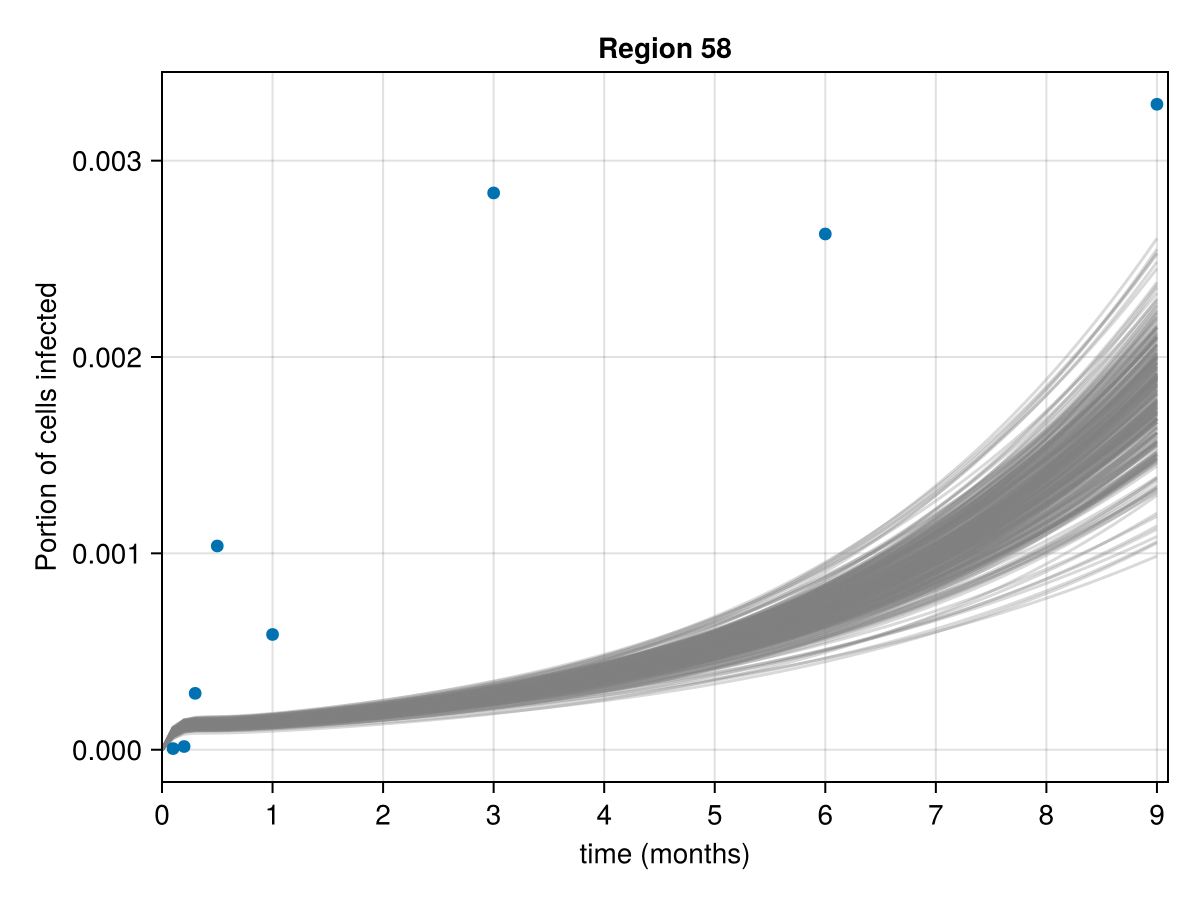 Region 58
Portion of cells infected
0.003
0.002
0.001
0.000
0 1 2 3 4 5 6 7 8 9
time (months)